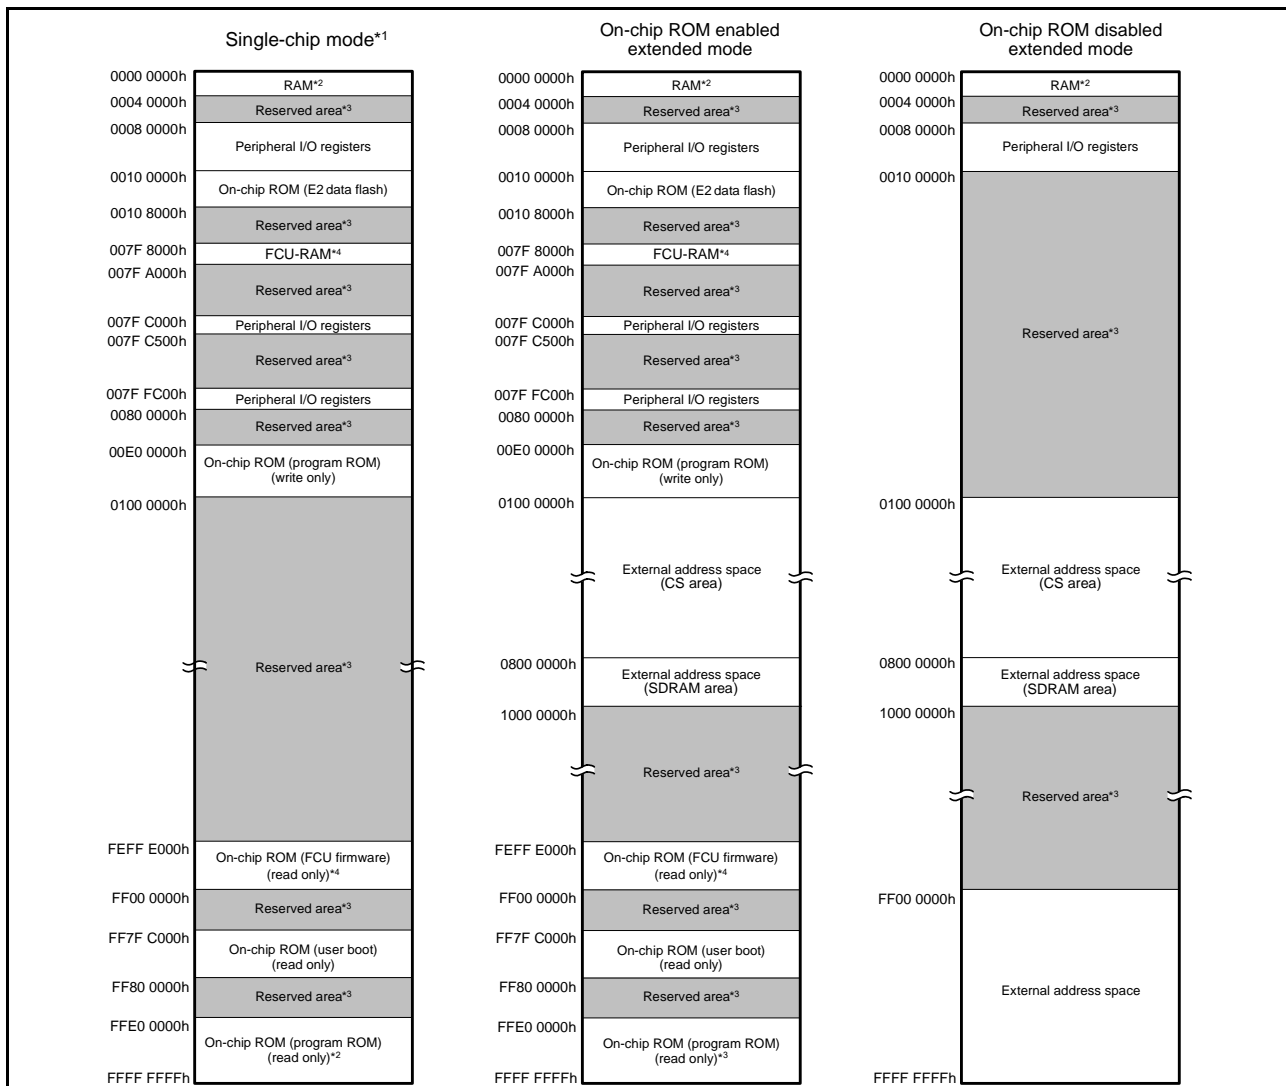 Single-chip mode*1
0000 0000h
RAM*2
0004 0000h
Reserved area*3
0008 0000h
Peripheral I/O registers
0010 0000h
On-chip ROM (E2 data flash)
0010 8000h
Reserved area*3
007F 8000h
FCU-RAM*4
007F A000h
Reserved area*3
007F C000h
Peripheral I/O registers
007F C500h
Reserved area*3
007F FC00h
Peripheral I/O registers
0080 0000h
Reserved area*3
00E0 0000h
On-chip ROM (program ROM)
(write only)
0100 0000h
Reserved area*3
FEFF E000h
On-chip ROM (FCU firmware)
(read only)*4
FF00 0000h
Reserved area*3
FF7F C000h
On-chip ROM (user boot)
(read only)
FF80 0000h
Reserved area*3
FFE0 0000h
On-chip ROM (program ROM)
(read only)*2
FFFF FFFFh
On-chip ROM enabled
extended mode
0000 0000h
RAM*2
0004 0000h
Reserved area*3
0008 0000h
Peripheral I/O registers
0010 0000h
On-chip ROM (E2 data flash)
0010 8000h
Reserved area*3
007F 8000h
FCU-RAM*4
007F A000h
Reserved area*3
007F C000h
Peripheral I/O registers
007F C500h
Reserved area*3
007F FC00h
Peripheral I/O registers
0080 0000h
Reserved area*3
00E0 0000h
On-chip ROM (program ROM)
(write only)
0100 0000h
External address space
(CS area)
0800 0000h
External address space
(SDRAM area)
1000 0000h
Reserved area*3
FEFF E000h
On-chip ROM (FCU firmware)
(read only)*4
FF00 0000h
Reserved area*3
FF7F C000h
On-chip ROM (user boot)
(read only)
FF80 0000h
Reserved area*3
FFE0 0000h
On-chip ROM (program ROM)
(read only)*3
FFFF FFFFh
On-chip ROM disabled
extended mode
0000 0000h
RAM*2
0004 0000h
Reserved area*3
0008 0000h
Peripheral I/O registers
0010 0000h
Reserved area*3
0100 0000h
External address space
(CS area)
0800 0000h
External address space
(SDRAM area)
1000 0000h
Reserved area*3
FF00 0000h
External address space
FFFF FFFFh